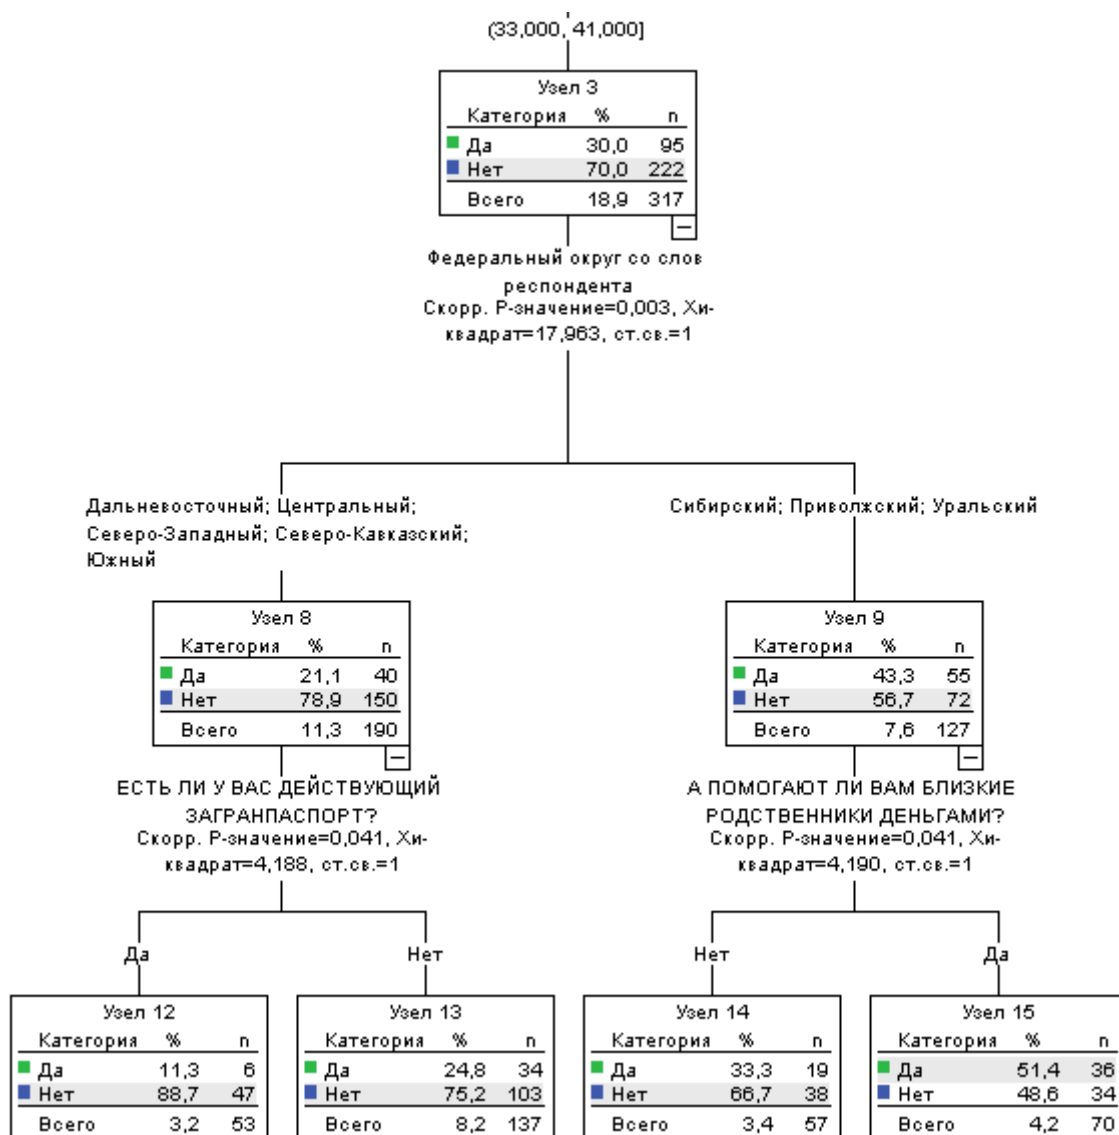 (33,000, 41,000]
Узел 3
Категория % n
Да 30,0 95
Нет 70,0 222
Всего 18,9 317
Федеральный округ со слов
респондента
Скорр. P-значение=0,003, Хи-
квадрат=17,963, ст.св.=1
Дальневосточный; Центральный;
Северо-Западный; Северо-Кавказский;
Южный
Сибирский; Приволжский; Уральский
Узел 8
Категория % n
Да 21,1 40
Нет 78,9 150
Всего 11,3 190
Узел 9
Категория % n
Да 43,3 55
Нет 56,7 72
Всего 7,6 127
ЕСТЬ ЛИ У ВАС ДЕЙСТВУЮЩИЙ
ЗАГРАНПАСПОРТ?
Скорр. P-значение=0,041, Хи-
квадрат=4,188, ст.св.=1
А ПОМОГАЮТ ЛИ ВАМ БЛИЗКИЕ
РОДСТВЕННИКИ ДЕНЬГАМИ?
Скорр. P-значение=0,041, Хи-
квадрат=4,190, ст.св.=1
Да
Нет
Нет
Да
Узел 12
Категория % n
Да 11,3 6
Нет 88,7 47
Всего 3,2 53
Узел 13
Категория % n
Да 24,8 34
Нет 75,2 103
Всего 8,2 137
Узел 14
Категория % n
Да 33,3 19
Нет 66,7 38
Всего 3,4 57
Узел 15
Категория % n
Да 51,4 36
Нет 48,6 34
Всего 4,2 70